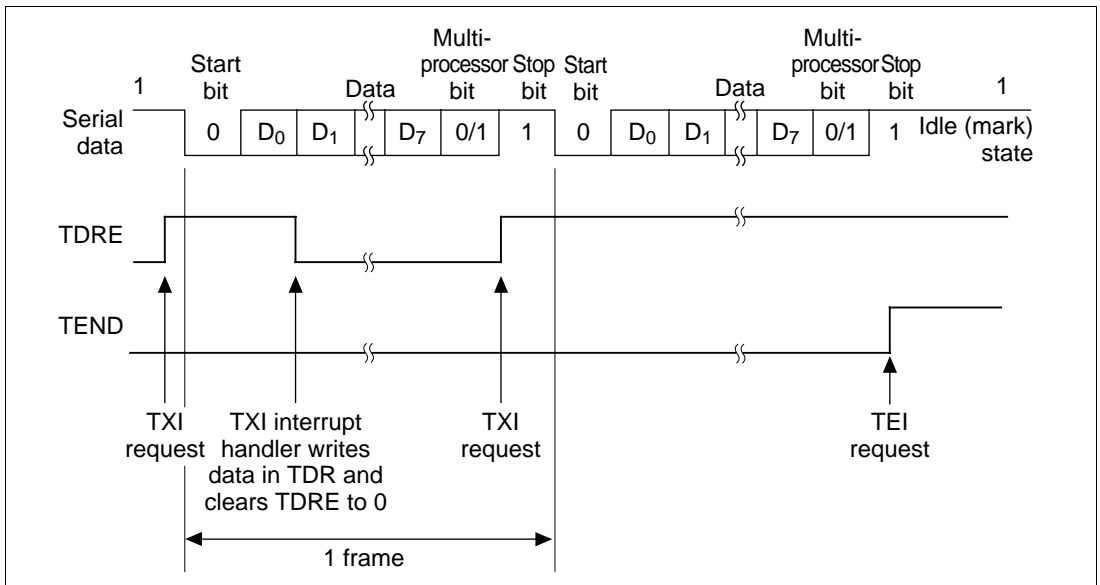 Multi-
processor
bit
Multi-
processor
bit
Start
bit
Stop
bit
Start
bit
Stop
bit
1
Data
Data
1
Serial
data
0 D0 D1 D7 0/1 1 0 D0 D1 D7 0/1 1
Idle (mark)
state
TDRE
TEND
TXI
request
TXI interrupt
handler writes
data in TDR and
clears TDRE to 0
TXI
request
TEI
request
1 frame